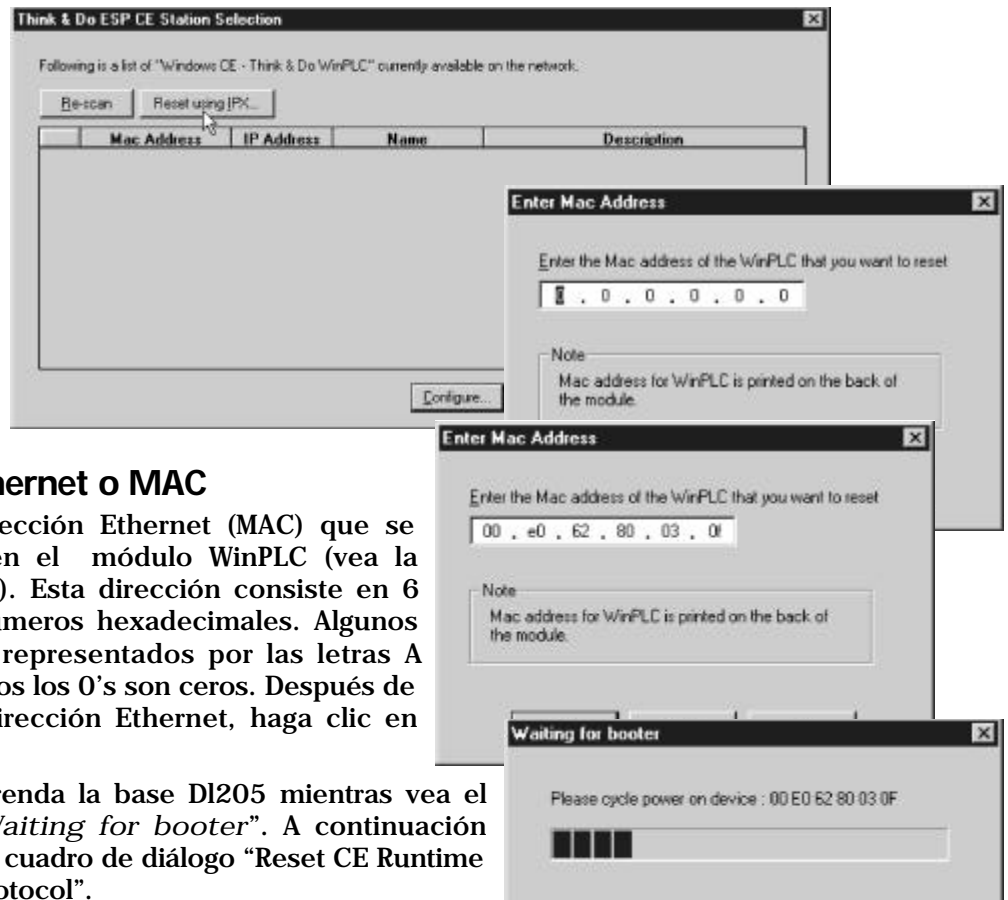 Think & Do ESP CE Station Selection
Following is a list of "Windows CE - Think & Do WinPLC" currently available on the network.
Re-scan
Reset using IPX...
Mac Address IP Address Name Description
Configure...
Enter Mac Address
Enter the Mac address of the WinPLC that you want to reset
0 . 0 . 0 . 0 . 0 . 0
Note
Mac address for WinPLC is printed on the back of
the module.
Enter Mac Address
Enter the Mac address of the WinPLC that you want to reset
00 . e0 . 62 . 80 . 03 . 0f
Note
Mac address for WinPLC is printed on the back of
the module.
hernet o MAC
ección Ethernet (MAC) que se
en el módulo WinPLC (vea la
). Esta dirección consiste en 6
úmeros hexadecimales. Algunos
representados por las letras A
os los 0's son ceros. Después de
irección Ethernet, haga clic en
renda la base Dl205 mientras vea el
Vaiting for booter". A continuación
cuadro de diálogo "Reset CE Runtime
otocol".
Waiting for booter
Please cycle power on device : 00 E0 62 80 03 0F